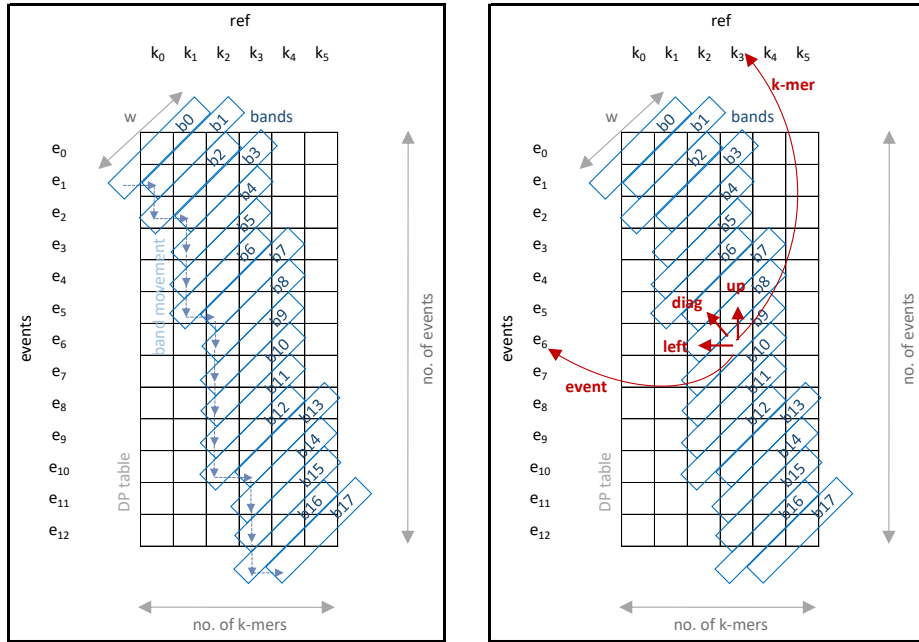 ref
k0 k1 k2 k3 k4 k5
w
bands
b0
b1
b2
b3
b4
b5
b6
b7
b8
b9
b10
b11
b12
b13
b14
b15
b16
b17
e0
e1
e2
e3
e4
e5
e6
e7
e8
e9
e10
e11
e12
events
band movement
DP table
no. of events
no. of k-mers
ref
k0 k1 k2 k3 k4 k5
k-mer
w
bands
b0
b1
b2
b3
b4
b5
b6
b7
b8
b9
b10
b11
b12
b13
b14
b15
b16
b17
e0
e1
e2
e3
e4
e5
e6
e7
e8
e9
e10
e11
e12
events
up
diag
left
event
DP table
no. of events
no. of k-mers